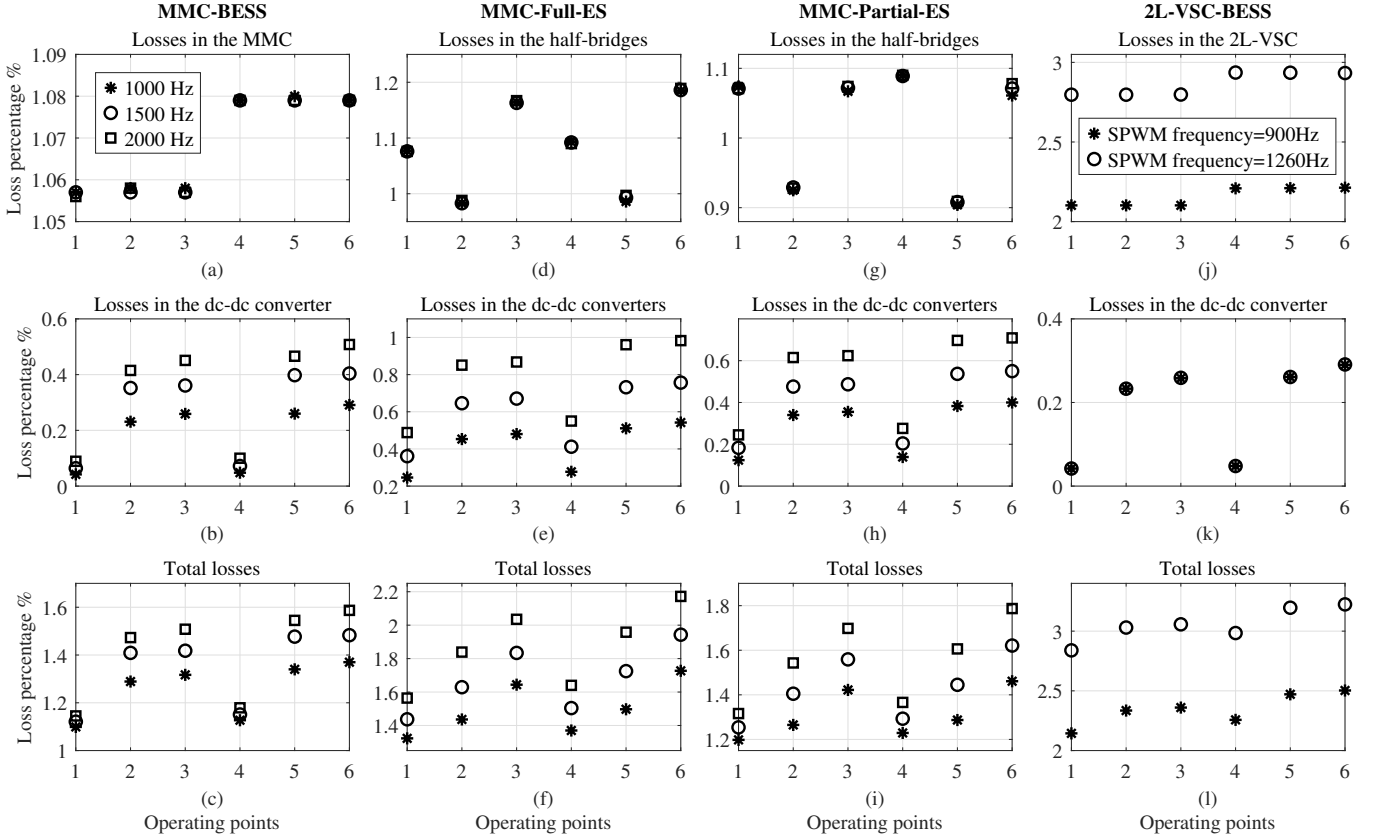 MMC-BESS
Losses in the MMC
Loss percentage %
1.09
1.08
1.07
1.06
1.05
1000 Hz
1500 Hz
2000 Hz
1 2 3 4 5 6
(a)
MMC-Full-ES
Losses in the half-bridges
1.2
1.1
1
1 2 3 4 5 6
(d)
MMC-Partial-ES
Losses in the half-bridges
1.1
1
0.9
1 2 3 4 5 6
(g)
2L-VSC-BESS
Losses in the 2L-VSC
3
2.5
2
SPWM frequency=900Hz
SPWM frequency=1260Hz
1 2 3 4 5 6
(j)
Losses in the dc-dc converter
Loss percentage %
0.6
0.4
0.2
0
1 2 3 4 5 6
(b)
Losses in the dc-dc converters
1
0.8
0.6
0.4
0.2
1 2 3 4 5 6
(e)
Losses in the dc-dc converters
0.6
0.4
0.2
0
1 2 3 4 5 6
(h)
Losses in the dc-dc converter
0.4
0.2
0
1 2 3 4 5 6
(k)
Total losses
Loss percentage %
1.6
1.4
1.2
1
1 2 3 4 5 6
(c)
Operating points
Total losses
2.2
2
1.8
1.6
1.4
1 2 3 4 5 6
(f)
Operating points
Total losses
1.8
1.6
1.4
1.2
1 2 3 4 5 6
(i)
Operating points
Total losses
3
2.5
2
1 2 3 4 5 6
(l)
Operating points